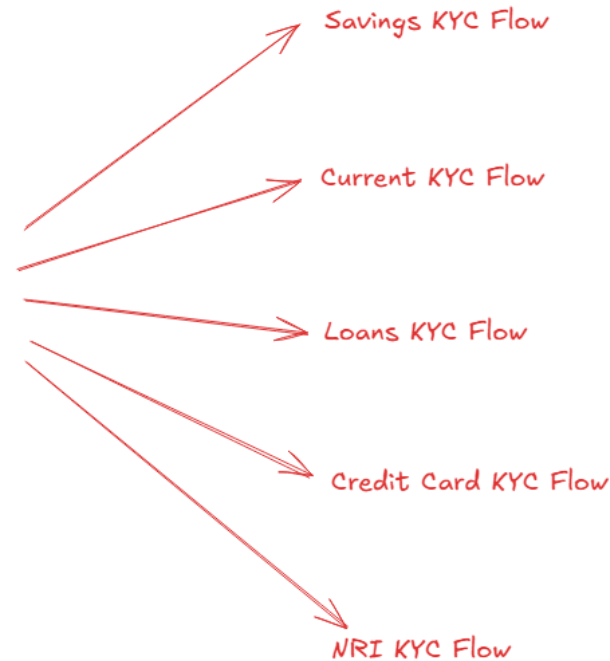 Savings KYC Flow
Current KYC Flow
Loans KYC Flow
Credit Card KYC Flow
NRI KYC Flow